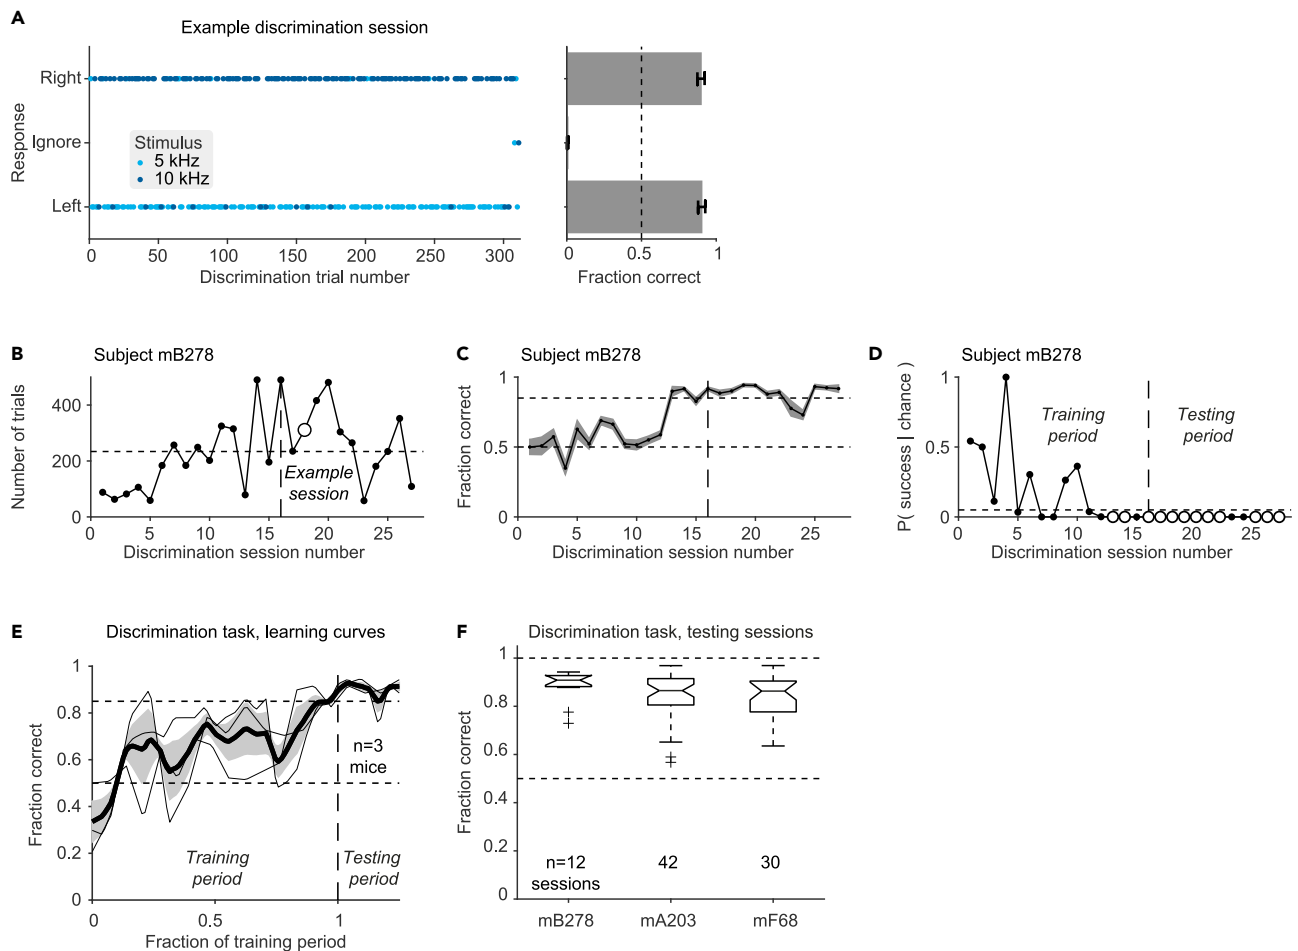 A
Example discrimination session
Response
Right
Ignore
Left
Stimulus
5 kHz
10 kHz
0 50 100 150 200 250 300
Discrimination trial number
0 0.5 1
Fraction correct
B
Subject mB278
Number of trials
400
200
0
Example
session
0 5 10 15 20 25
Discrimination session number
C
Subject mB278
Fraction correct
1
0.5
0
0 5 10 15 20 25
Discrimination session number
D
Subject mB278
P( success | chance )
1
0.5
0
Training
period
Testing
period
0 5 10 15 20 25
Discrimination session number
E
Discrimination task, learning curves
Fraction correct
1
0.8
0.6
0.4
0.2
0
n=3
mice
Training
period
Testing
period
0 0.5 1
Fraction of training period
F
Discrimination task, testing sessions
Fraction correct
1
0.8
0.6
0.4
0.2
0
n=12 42 30
sessions
mB278 mA203 mF68